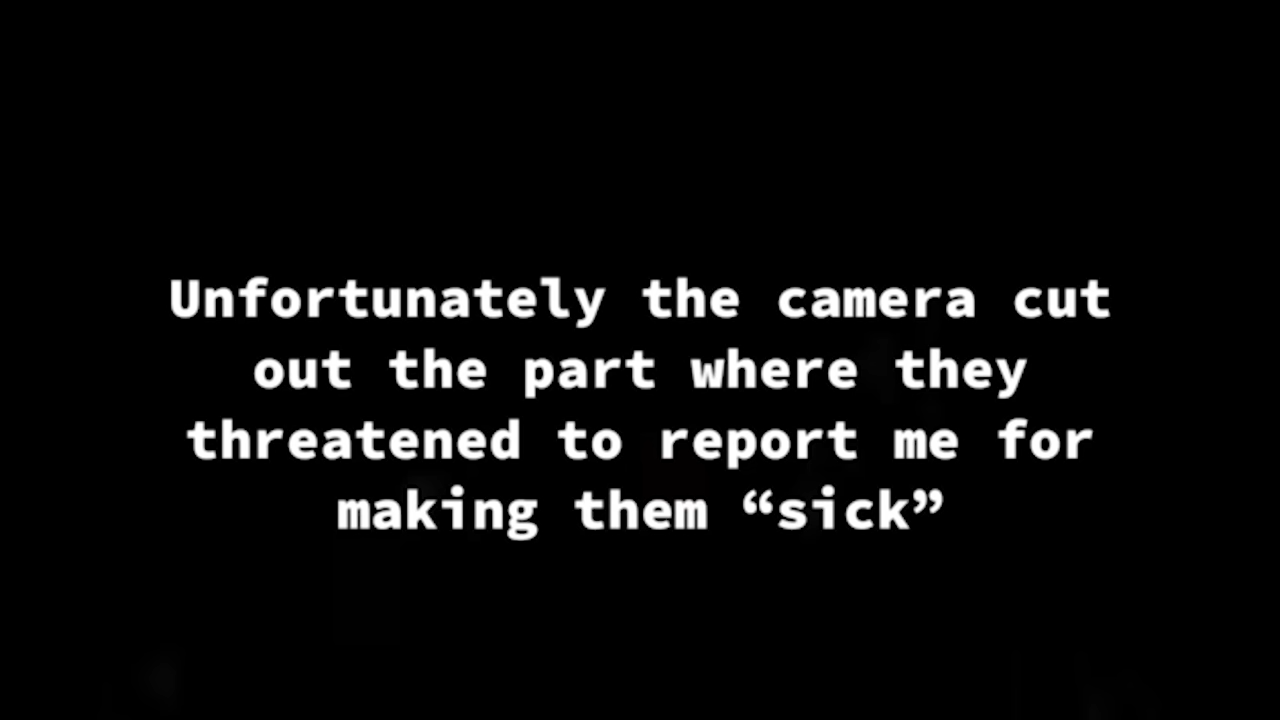 Unfortunately the camera cut
out the part where they
threatened to report me for
making them “sick”